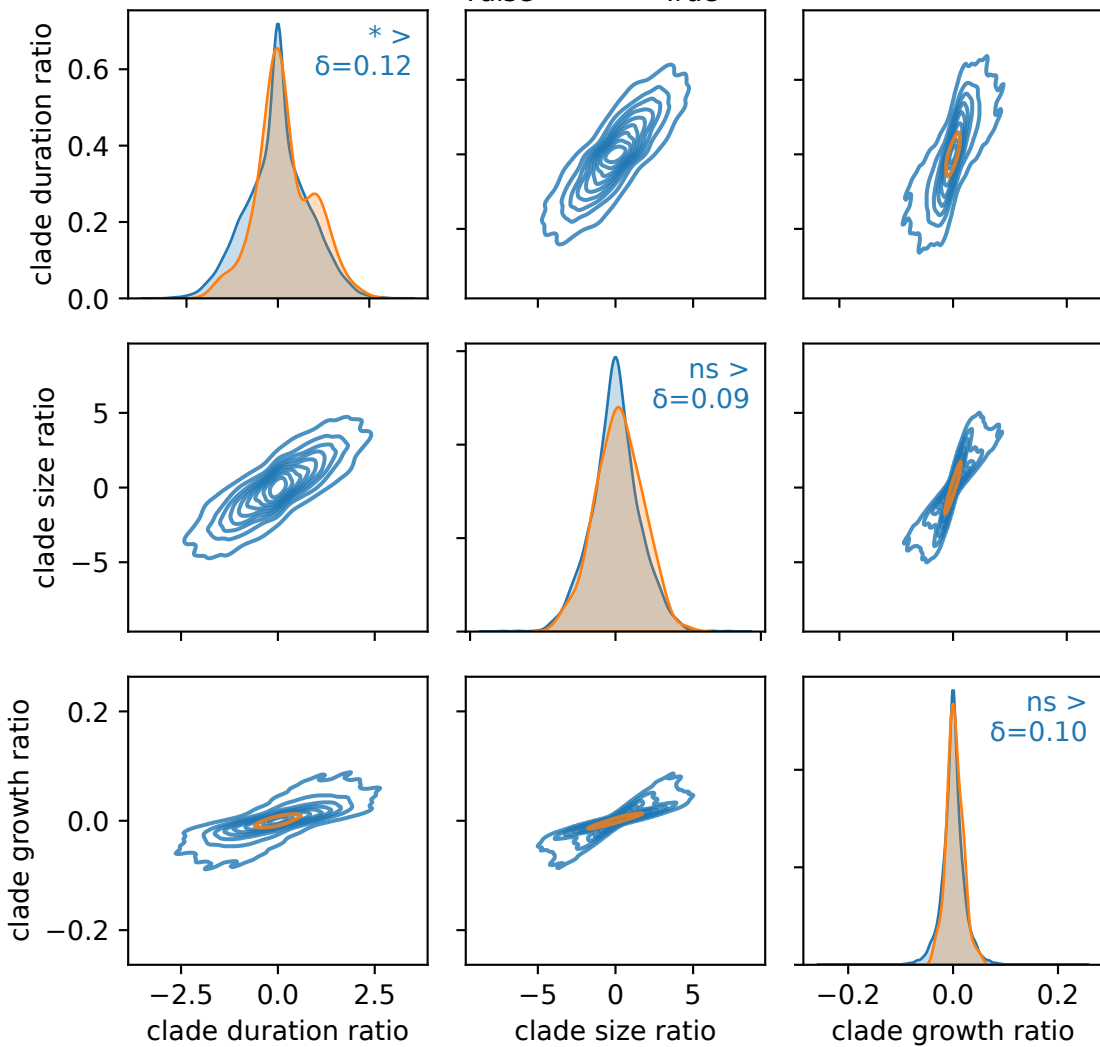 clade duration ratio
0.6
0.4
0.2
0.0
* >
δ=0.12
clade size ratio
5
0
−5
ns >
δ=0.09
clade growth ratio
0.2
0.0
−0.2
ns >
δ=0.10
−2.5 0.0 2.5
clade duration ratio
−5 0 5
clade size ratio
−0.2 0.0 0.2
clade growth ratio